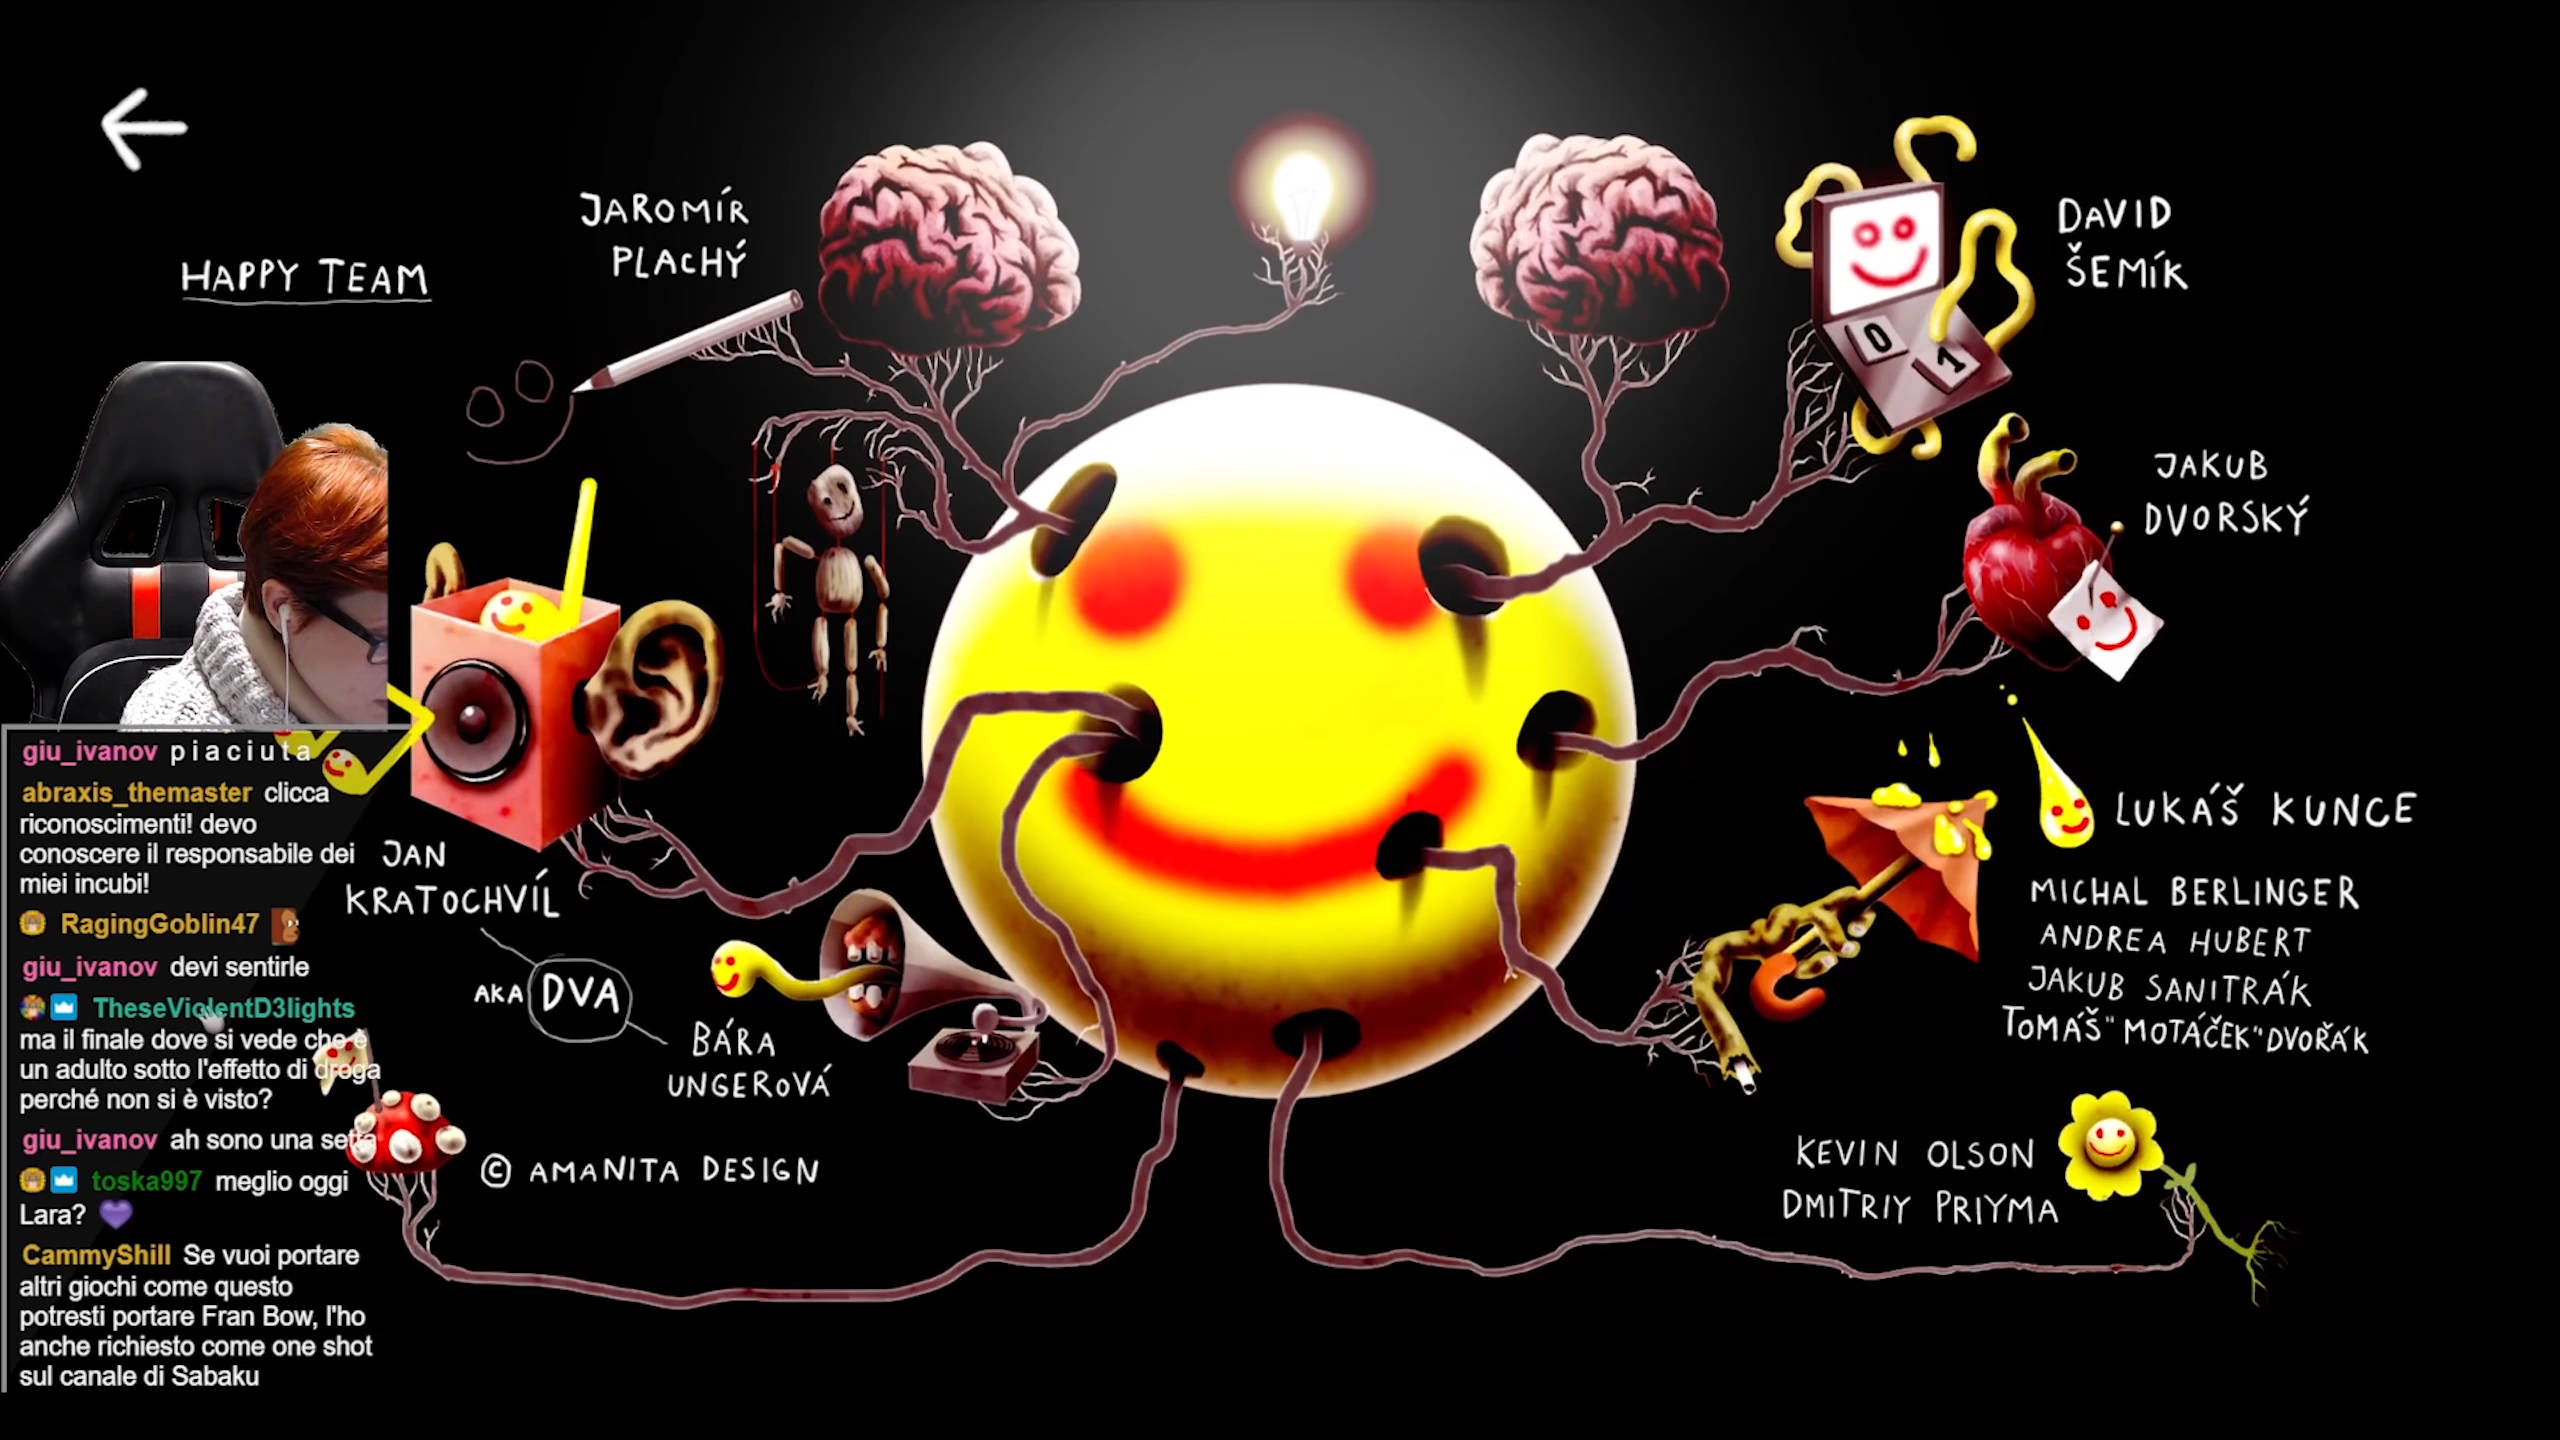 HAPPY TEAM
JAROMÍR
PLACHÝ
DAVID
ŠEMÍK
0
1
JAKUB
DVORSKÝ
LUKÁŠ KUNCE
MICHAL BERLINGER
ANDREA HUBERT
JAKUB SANITRÁK
TOMÁŠ "MOTÁČEK" DVOŘÁK
KEVIN OLSON
DMITRIY PRIYMA
JAN
KRATOCHVÍL
AKA DVA
BÁRA
UNGEROVÁ
© AMANITA DESIGN
giu_ivanov p i a c i u t a
abraxis_themaster clicca
riconoscimenti! devo
conoscere il responsabile dei
miei incubi!
RagingGoblin47
giu_ivanov devi sentirle
TheseViolentD3lights
ma il finale dove si vede che è
un adulto sotto l'effetto di droga
perché non si è visto?
giu_ivanov ah sono una setta
toska997 meglio oggi
Lara? 💜
CammyShill Se vuoi portare
altri giochi come questo
potresti portare Fran Bow, l'ho
anche richiesto come one shot
sul canale di Sabaku